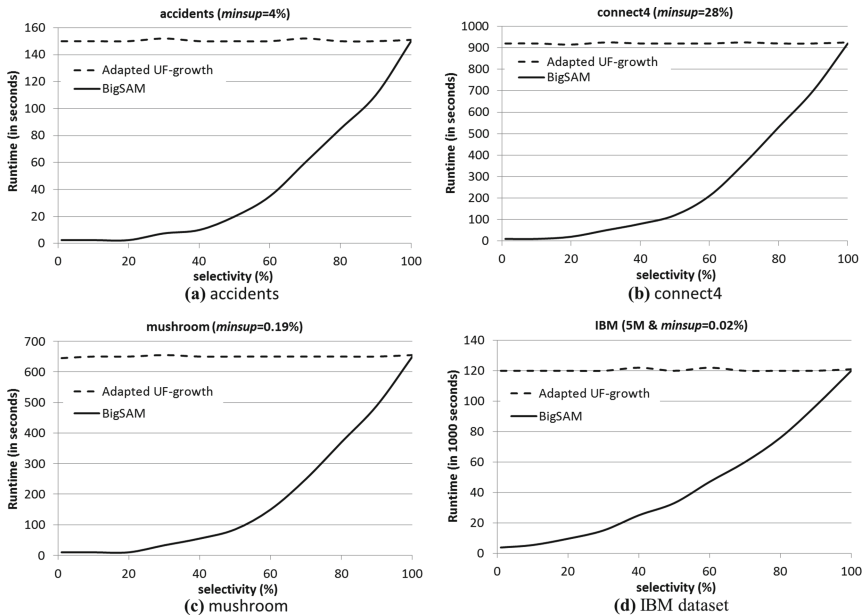 accidents (minsup=4%)
160
140
120
100
80
60
40
20
0
Runtime (in seconds)
Adapted UF-growth
BigSAM
0 20 40 60 80 100
selectivity (%)
(a) accidents
connect4 (minsup=28%)
1000
900
800
700
600
500
400
300
200
100
0
Runtime (in seconds)
Adapted UF-growth
BigSAM
0 20 40 60 80 100
selectivity (%)
(b) connect4
mushroom (minsup=0.19%)
700
600
500
400
300
200
100
0
Runtime (in seconds)
Adapted UF-growth
BigSAM
0 20 40 60 80 100
selectivity (%)
(c) mushroom
IBM (5M & minsup=0.02%)
140
120
100
80
60
40
20
0
Runtime (in 1000 seconds)
Adapted UF-growth
BigSAM
0 20 40 60 80 100
selectivity (%)
(d) IBM dataset